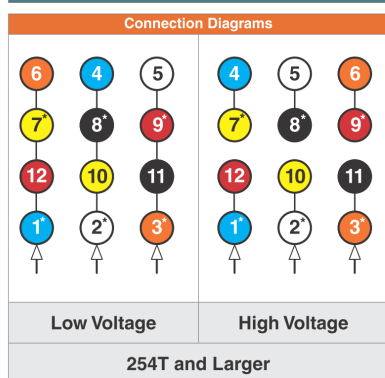 Connection Diagrams
6 4 5 4 5 6
7* 8* 9* 7* 8* 9*
12 10 11 12 10 11
1* 2* 3* 1* 2* 3*
Low Voltage High Voltage
254T and Larger